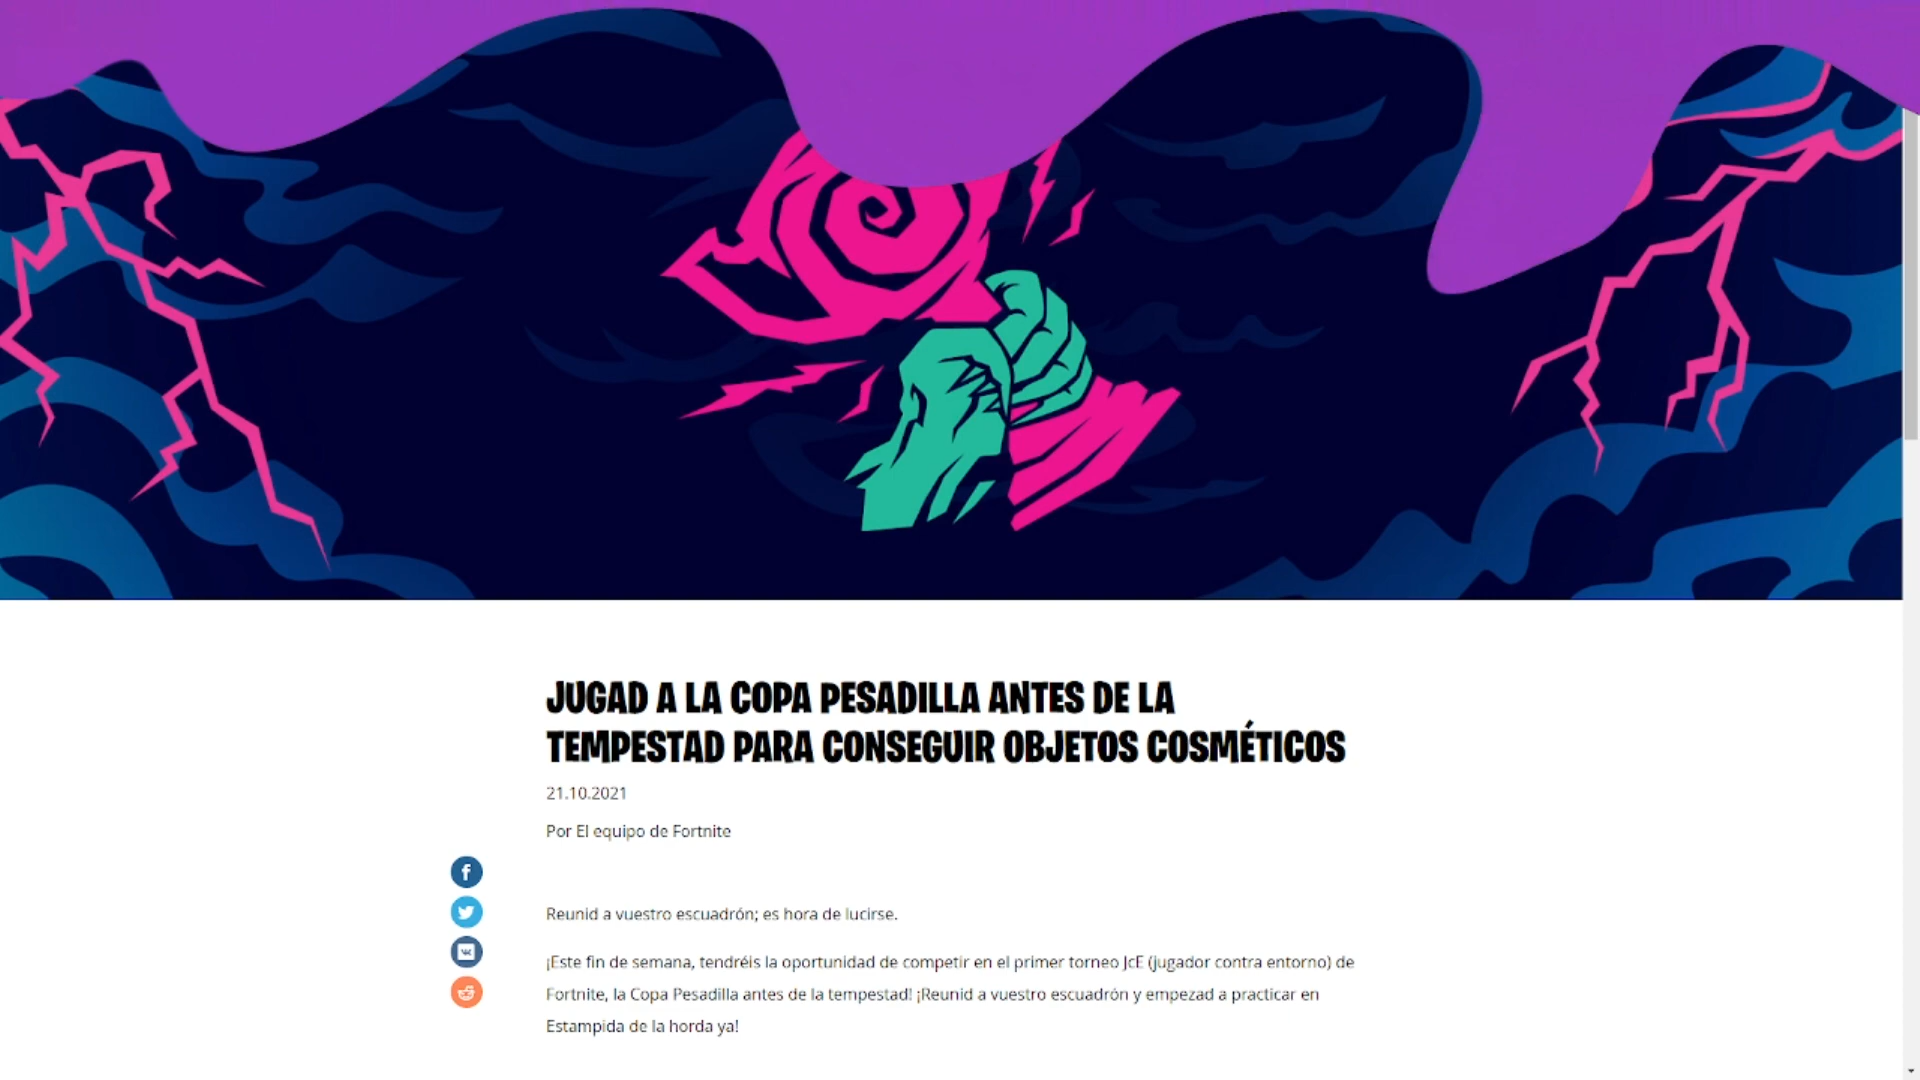 JUGAD A LA COPA PESADILLA ANTES DE LA
TEMPESTAD PARA CONSEGUIR OBJETOS COSMÉTICOS
21.10.2021
Por El equipo de Fortnite
Reunid a vuestro escuadrón; es hora de lucirse.
¡Este fin de semana, tendréis la oportunidad de competir en el primer torneo JcE (jugador contra entorno) de
Fortnite, la Copa Pesadilla antes de la tempestad! ¡Reunid a vuestro escuadrón y empezad a practicar en
Estampida de la horda ya!